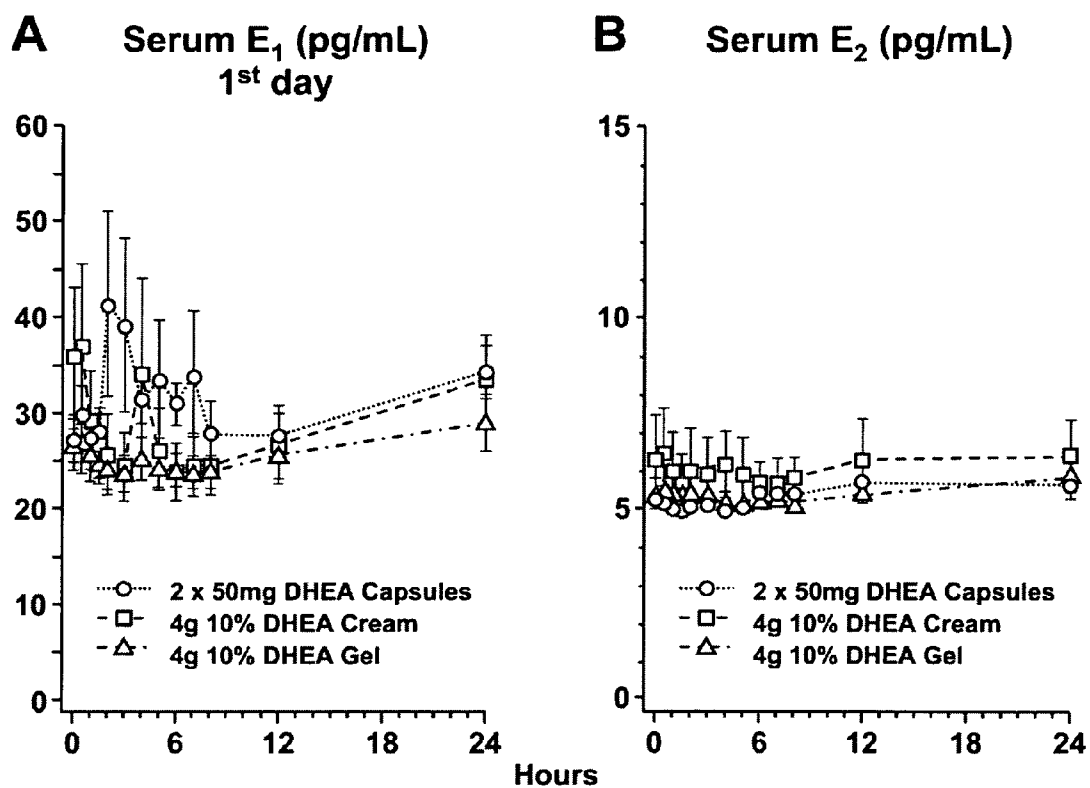 A
Serum E1 (pg/mL)
1st day
60
50
40
30
20
10
0
2 x 50mg DHEA Capsules
4g 10% DHEA Cream
4g 10% DHEA Gel
0 6 12 18 24
B
Serum E2 (pg/mL)
15
10
5
0
2 x 50mg DHEA Capsules
4g 10% DHEA Cream
4g 10% DHEA Gel
0 6 12 18 24
Hours